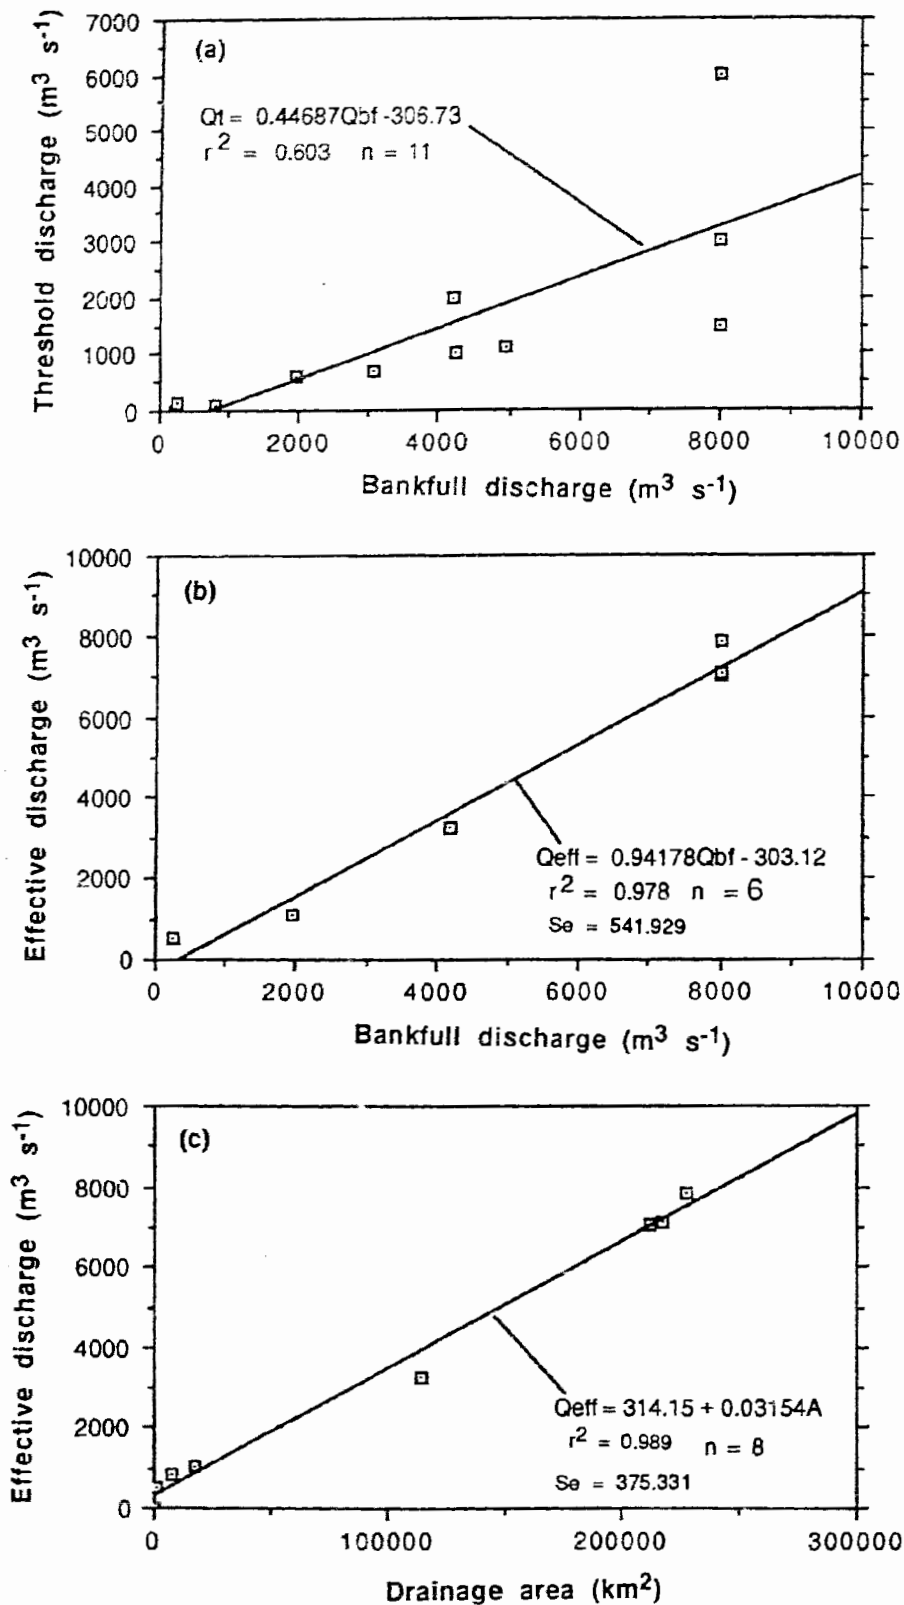 (a)
7000
6000
5000
4000
3000
2000
1000
0
Threshold discharge (m³ s⁻¹)
Qt = 0.44687Qbf - 306.73
r² = 0.603 n = 11
0 2000 4000 6000 8000 10000
Bankfull discharge (m³ s⁻¹)
(b)
10000
8000
6000
4000
2000
0
Effective discharge (m³ s⁻¹)
Qeff = 0.94178Qbf - 303.12
r² = 0.978 n = 6
Se = 541.929
0 2000 4000 6000 8000 10000
Bankfull discharge (m³ s⁻¹)
(c)
10000
8000
6000
4000
2000
0
Effective discharge (m³ s⁻¹)
Qeff = 314.15 + 0.03154A
r² = 0.989 n = 8
Se = 375.331
0 100000 200000 300000
Drainage area (km²)